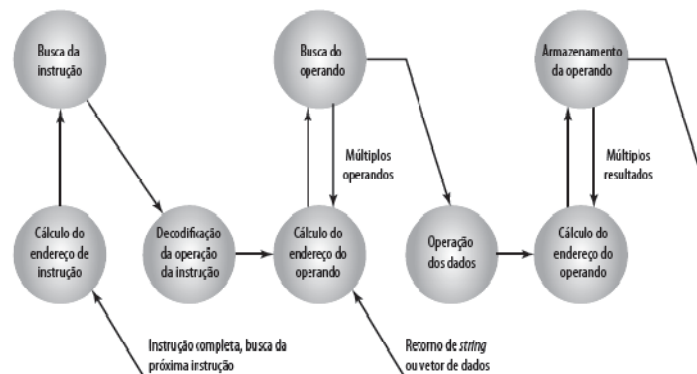 Busca da
instrução
Busca do
operando
Armazenamento
da operando
Múltiplos
operandos
Múltiplos
resultados
Cálculo do
endereço de
instrução
Decodificação
da operação
da instrução
Cálculo do
endereço do
operando
Operação
dos dados
Cálculo do
endereço do
operando
Instrução completa, busca da
próxima instrução
Retorno de string
ou vetor de dados